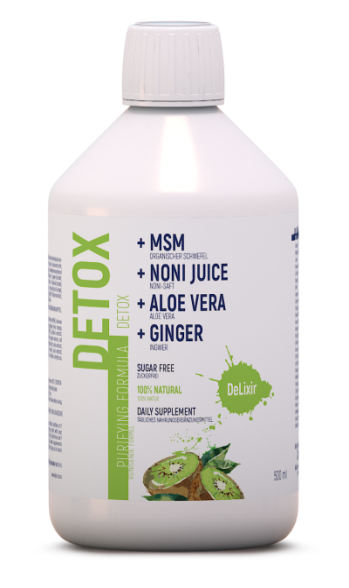 DETOX
PURIFYING FORMULA
DETOX
+ MSM
ORGANISCHER SCHWEFEL
+ NONI JUICE
NONI-SAFT
+ ALOE VERA
ALOE VERA
+ GINGER
INGWER
SUGAR FREE
ZUCKERFREI
100% NATURAL
100% NATUR
DAILY SUPPLEMENT
TÄGLICHES NAHRUNGSERGÄNZUNGSMITTEL
DeLixir
500 ml